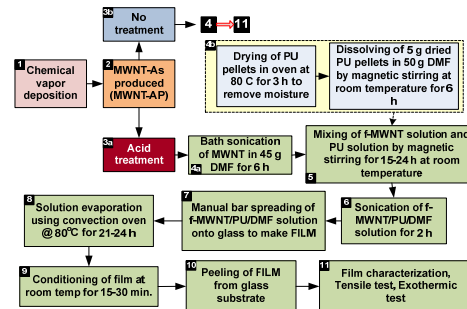 3b
No
treatment
4 11
4b
Drying of PU
pellets in oven at
80 C for 3 h to
remove moisture
Dissolving of 5 g dried
PU pellets in 50 g DMF
by magnetic stirring at
room temperature for 6
h
1
Chemical
vapor
deposition
2
MWNT-As
produced
(MWNT-AP)
3a
Acid
treatment
Bath sonication
of MWNT in 45 g
DMF for 6 h
4a
Mixing of f-MWNT solution and
PU solution by magnetic
stirring for 15-24 h at room
temperature
5
6
Sonication of f-
MWNT/PU/DMF
solution for 2 h
7
Manual bar spreading of
f-MWNT/PU/DMF solution
onto glass to make FILM
8
Solution evaporation
using convection oven
@ 80°C for 21-24 h
9
Conditioning of film at
room temp for 15-30 min.
10
Peeling of FILM
from glass
substrate
11
Film characterization,
Tensile test, Exothermic
test